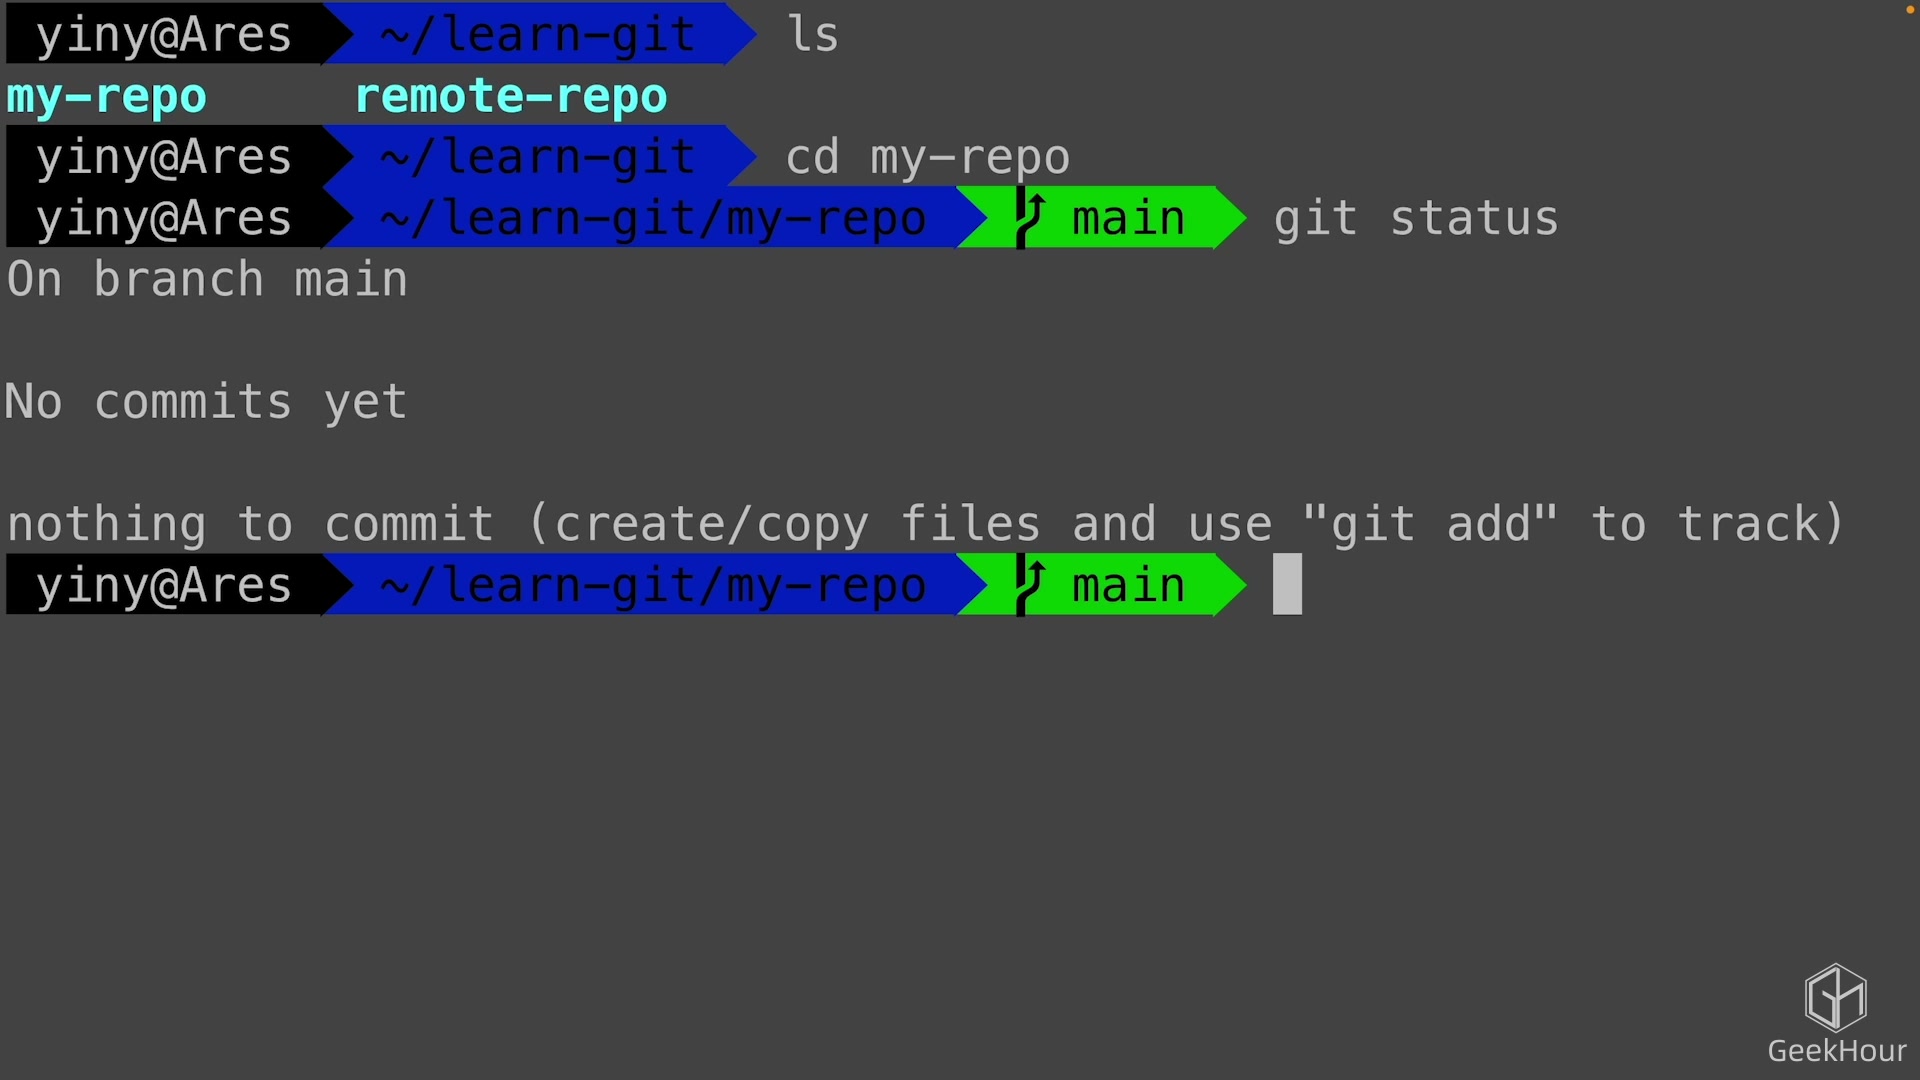 yiny@Ares ~/learn-git ls
my-repo remote-repo
yiny@Ares ~/learn-git cd my-repo
yiny@Ares ~/learn-git/my-repo main git status
On branch main
No commits yet
nothing to commit (create/copy files and use "git add" to track)
yiny@Ares ~/learn-git/my-repo main
GeekHour